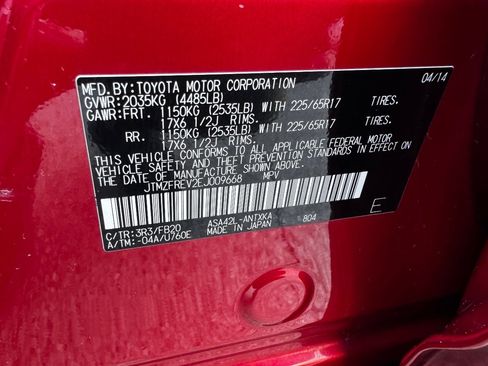 MFD.BY:TOYOTA MOTOR CORPORATION 04/14
GVWR:2035KG (4485LB)
GAWR:FRT. 1150KG (2535LB) WITH 225/65R17 TIRES.
17X6 1/2J RIMS.
RR. 1150KG (2535LB) WITH 225/65R17 TIRES.
17X6 1/2J RIMS.
THIS VEHICLE CONFORMS TO ALL APPLICABLE FEDERAL MOTOR
VEHICLE SAFETY AND BUMPER STANDARDS IN EFFECT ON THE
DATE OF MANUFACTURE SHOWN ABOVE.
JTMZFREV2EJ009668 MPV
C/TR:3R3/FB20 ASA42L-ANTXKA 804 E
A/TM:-04A/U760E MADE IN JAPAN